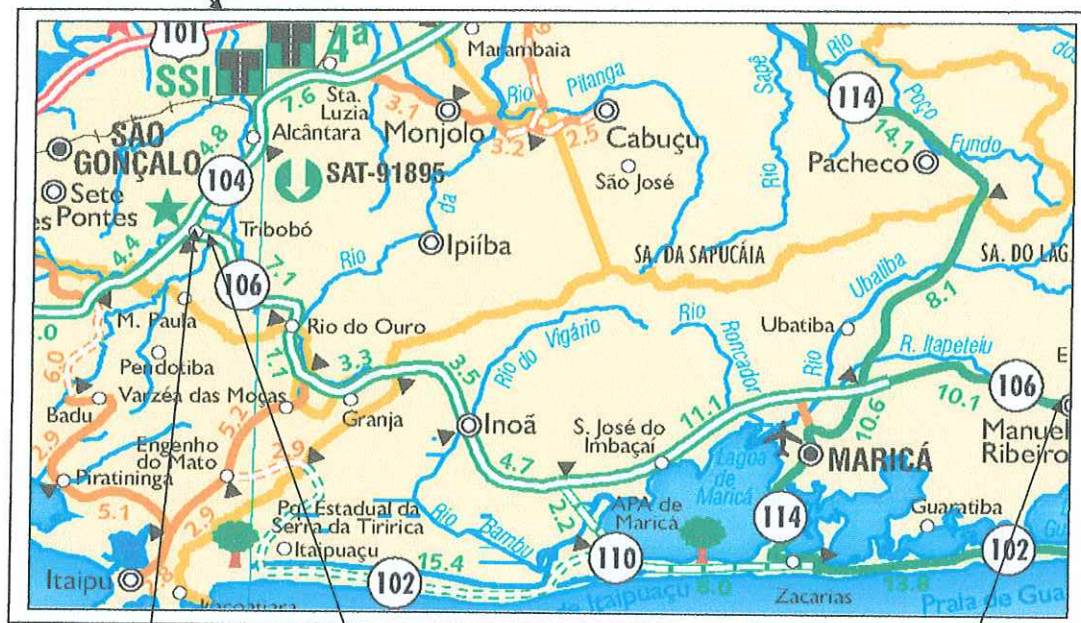 101
SSI
4ª
Marambaia
7.6
Sta.
Luzia
3.1
Monjolo
Rio
Pitanga
3.2
2.5
Cabuçu
São José
Rio
Sapê
Rio
114
Poço
14.1
Fundo
Pacheco
SÃO
GONÇALO
4.8
Alcântara
SAT-91895
104
Sete
Pontes
es
4.4
Tribobó
Rio
da
Ipiíba
SA. DA SAPUCÁIA
SA. DO LAG
106
7.1
.0
M. Paula
Rio do Ouro
Rio do Vigário
Rio
Roncador
Ubatiba
Rio
Ubatiba
8.1
R. Itapeteiu
6.0
Pendotiba
1.1
3.3
3.5
Badu
Varzéa das Moças
Granja
5.2
Inoã
S. José do
Imbaçaí
11.1
10.6
10.1
106
Manuel
Ribeiro
E
2.9
Piratininga
Engenho
do Mato
2.9
4.7
Lagoa
de
Maricá
MARICÁ
5.1
2.9
Pq. Estadual da
Serra da Tiririca
Itaipuaçu
Rio
Bambu
2.2
APA de
Maricá
114
Guaratiba
Itaipu
15.4
102
110
8.0
Zacarias
13.8
102
de Itaipuaçu
Praia de Gua